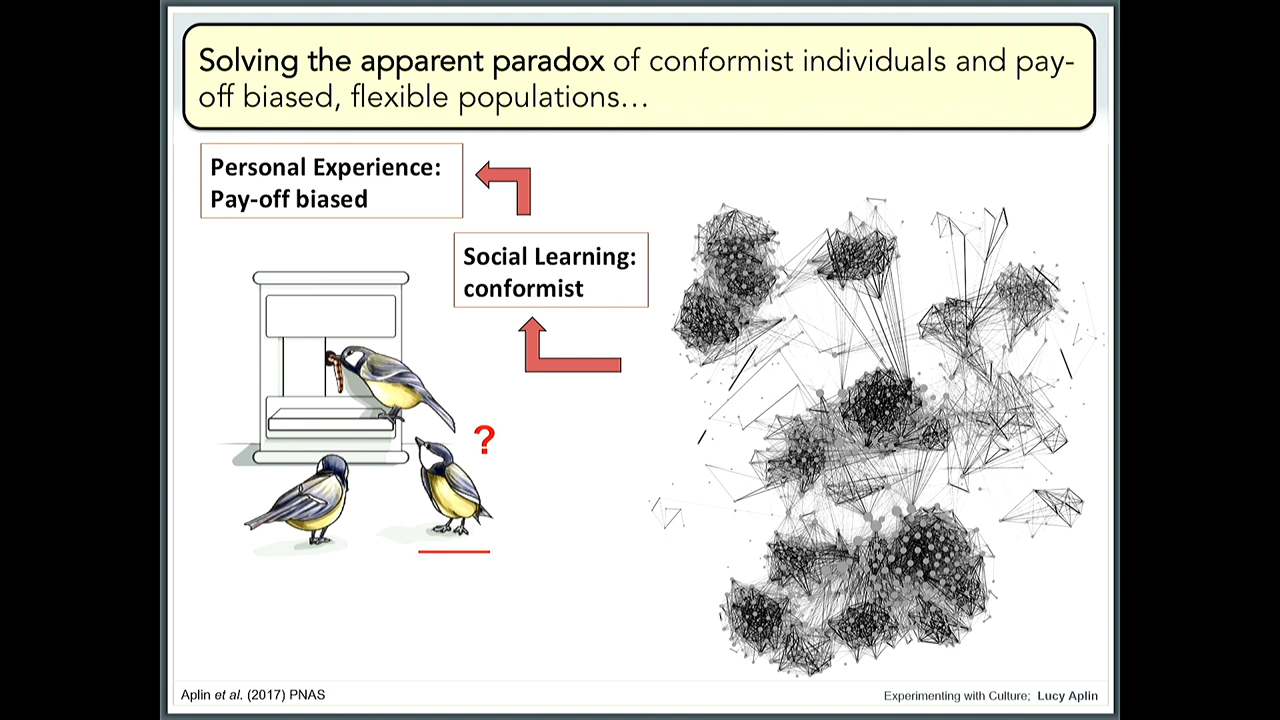 Solving the apparent paradox of conformist individuals and pay-
off biased, flexible populations…
Personal Experience:
Pay-off biased
Social Learning:
conformist
?
Aplin et al. (2017) PNAS
Experimenting with Culture; Lucy Aplin